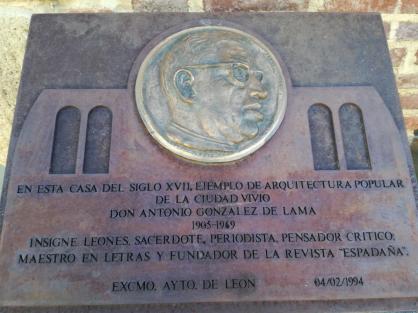 EN ESTA CASA DEL SIGLO XVII, EJEMPLO DE ARQUITECTURA POPULAR
DE LA CIUDAD VIVIO
DON ANTONIO GONZALEZ DE LAMA
1905-1969
INSIGNE LEONES, SACERDOTE, PERIODISTA, PENSADOR CRITICO,
MAESTRO EN LETRAS Y FUNDADOR DE LA REVISTA "ESPADAÑA".
EXCMO. AYTO. DE LEON 04/02/1994